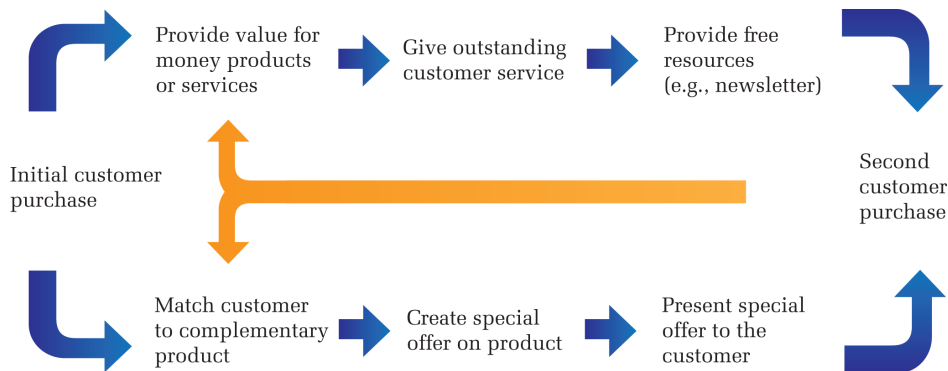 Provide value for
money products
or services
Give outstanding
customer service
Provide free
resources
(e.g., newsletter)
Initial customer
purchase
Second
customer
purchase
Match customer
to complementary
product
Create special
offer on product
Present special
offer to the
customer